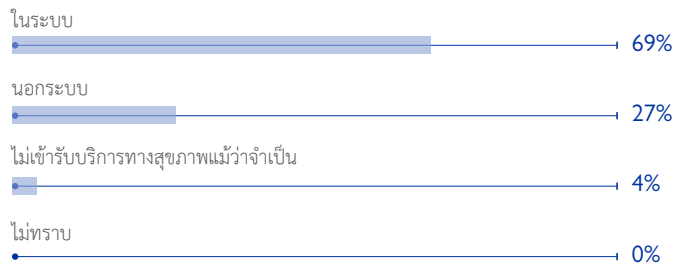 ในระบบ
69%
นอกระบบ
27%
ไม่เข้ารับบริการทางสุขภาพแม้ว่าจำเป็น
4%
ไม่ทราบ
0%